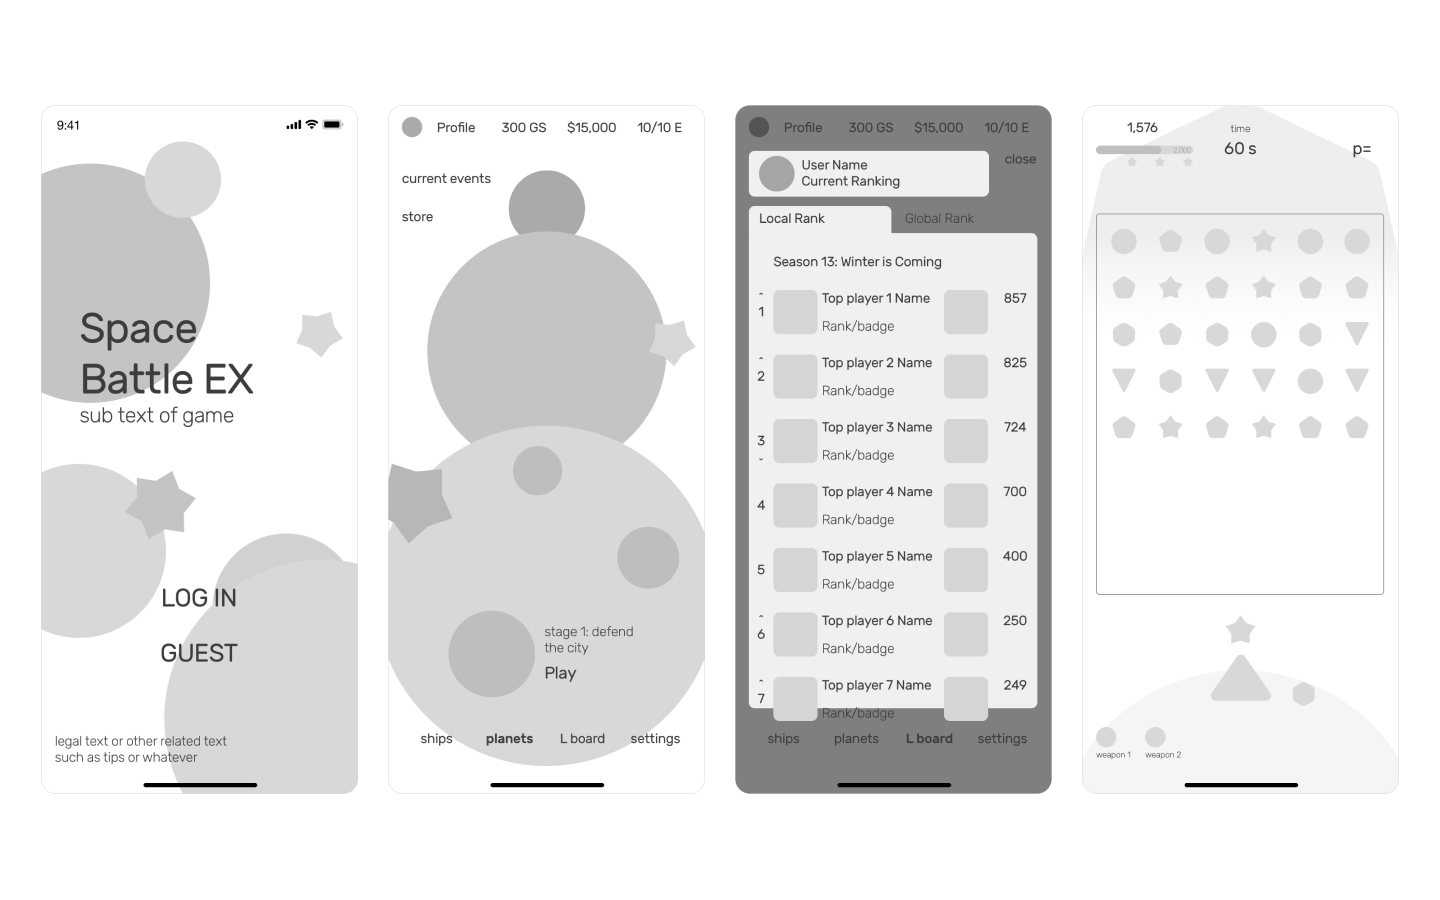 9:41
Space
Battle EX
sub text of game
LOG IN
GUEST
legal text or other related text
such as tips or whatever
Profile 300 GS $15,000 10/10 E
current events
store
stage 1: defend
the city
Play
ships planets L board settings
Profile 300 GS $15,000 10/10 E
close
User Name
Current Ranking
Local Rank Global Rank
Season 13: Winter is Coming
1 Top player 1 Name 857
Rank/badge
2 Top player 2 Name 825
Rank/badge
3 Top player 3 Name 724
Rank/badge
4 Top player 4 Name 700
Rank/badge
5 Top player 5 Name 400
Rank/badge
6 Top player 6 Name 250
Rank/badge
7 Top player 7 Name 249
Rank/badge
ships planets L board settings
1,576 time
2,000 60 s p=
weapon 1 weapon 2